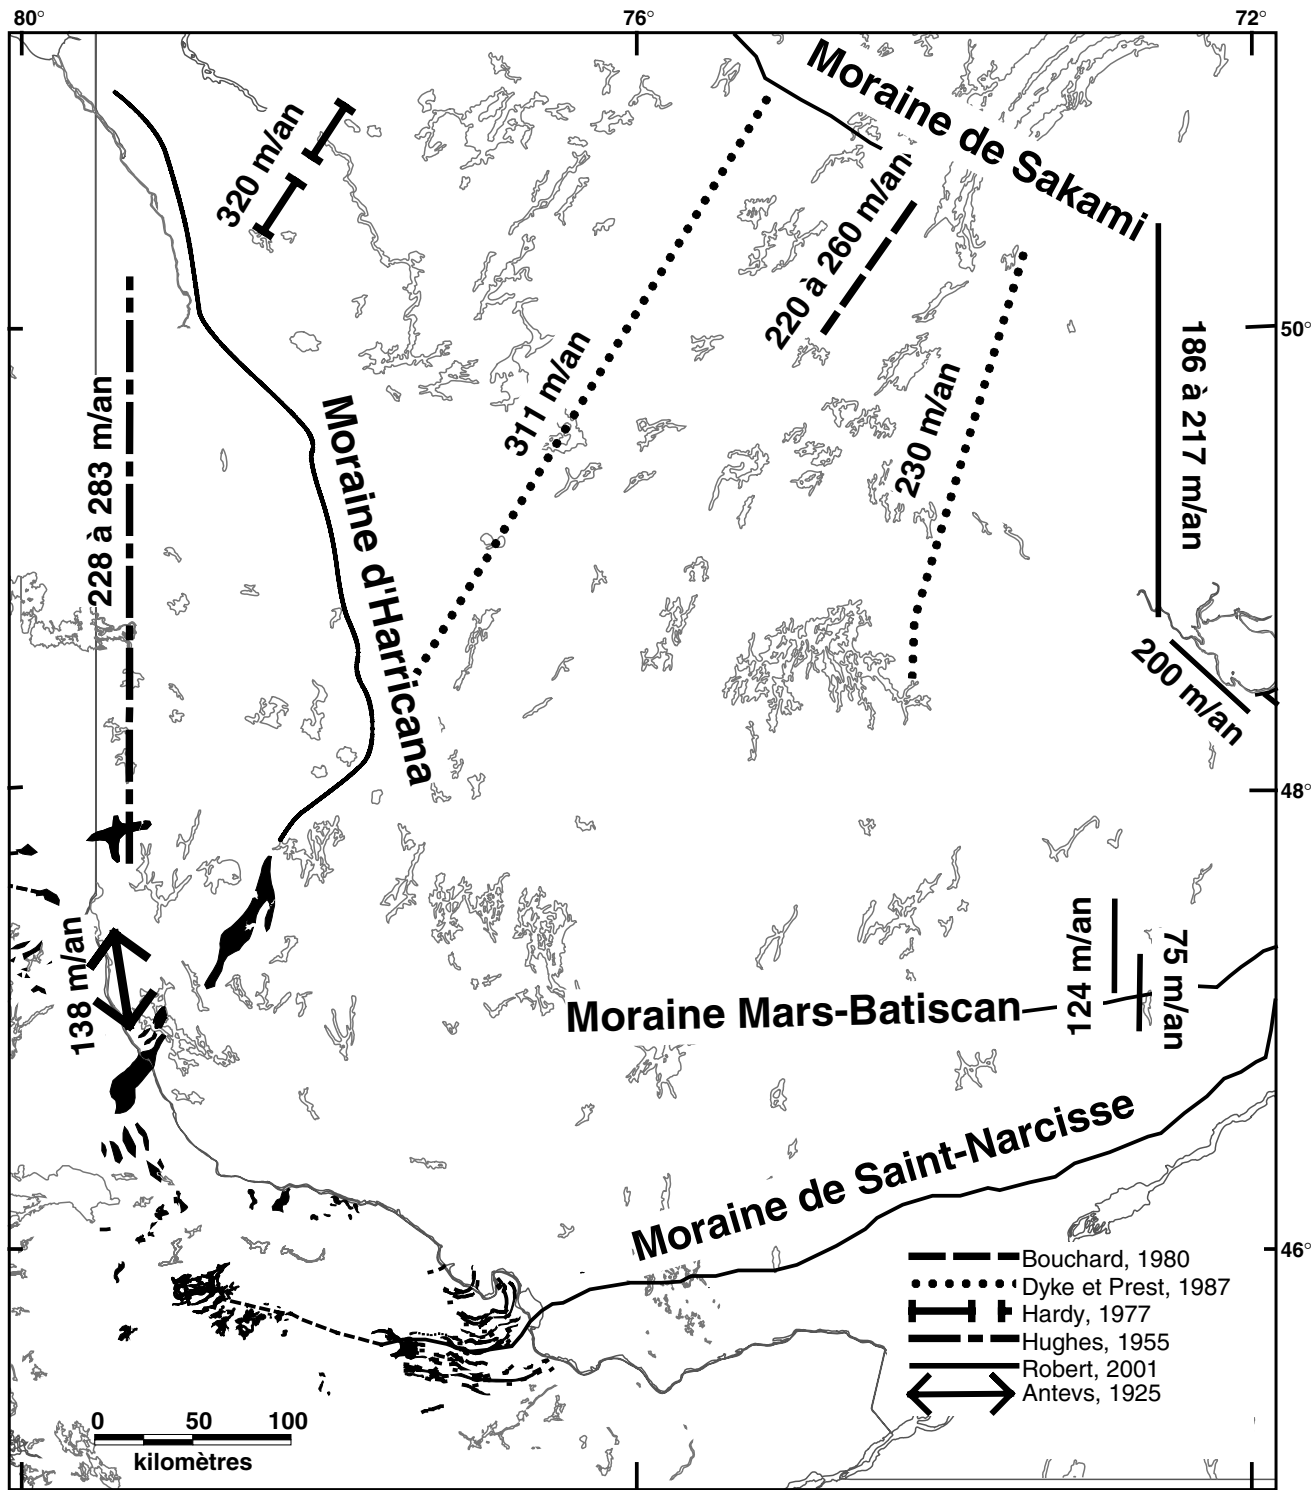 80°
76°
72°
Moraine de Sakami
320 m/an
220 à 260 m/an
50°
311 m/an
186 à 217 m/an
230 m/an
228 à 283 m/an
Moraine d'Harricana
200 m/an
48°
138 m/an
124 m/an
75 m/an
Moraine Mars-Batiscan
Moraine de Saint-Narcisse
46°
Bouchard, 1980
Dyke et Prest, 1987
Hardy, 1977
Hughes, 1955
Robert, 2001
Antevs, 1925
0 50 100
kilomètres